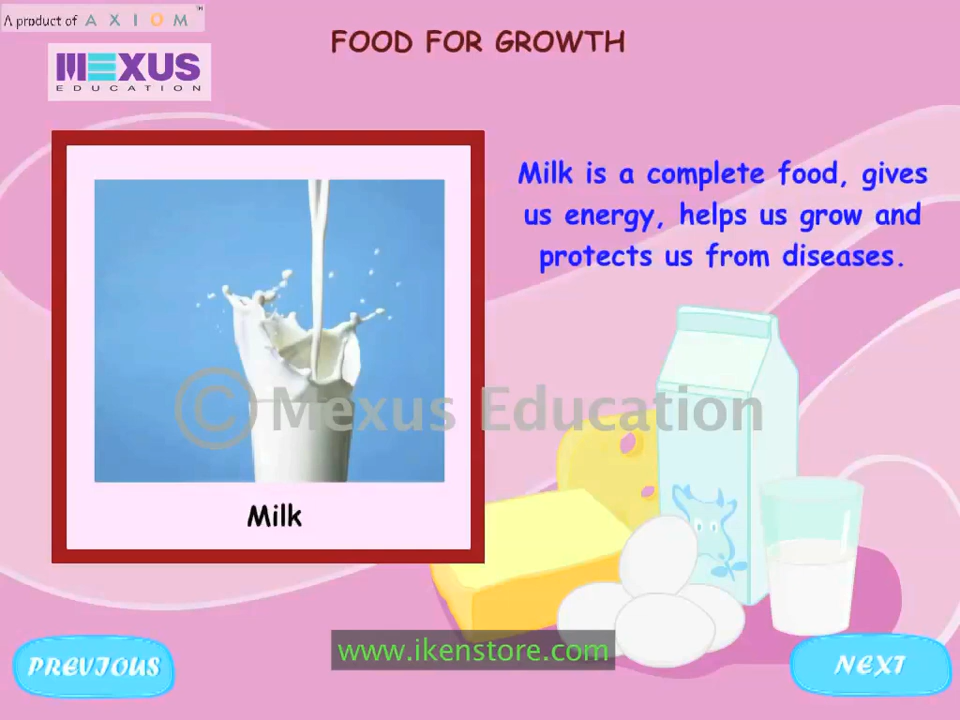 A product of AXIOM™
MEXUS
EDUCATION
FOOD FOR GROWTH
Milk is a complete food, gives
us energy, helps us grow and
protects us from diseases.
© Mexus Education
Milk
www.ikenstore.com
PREVIOUS
NEXT